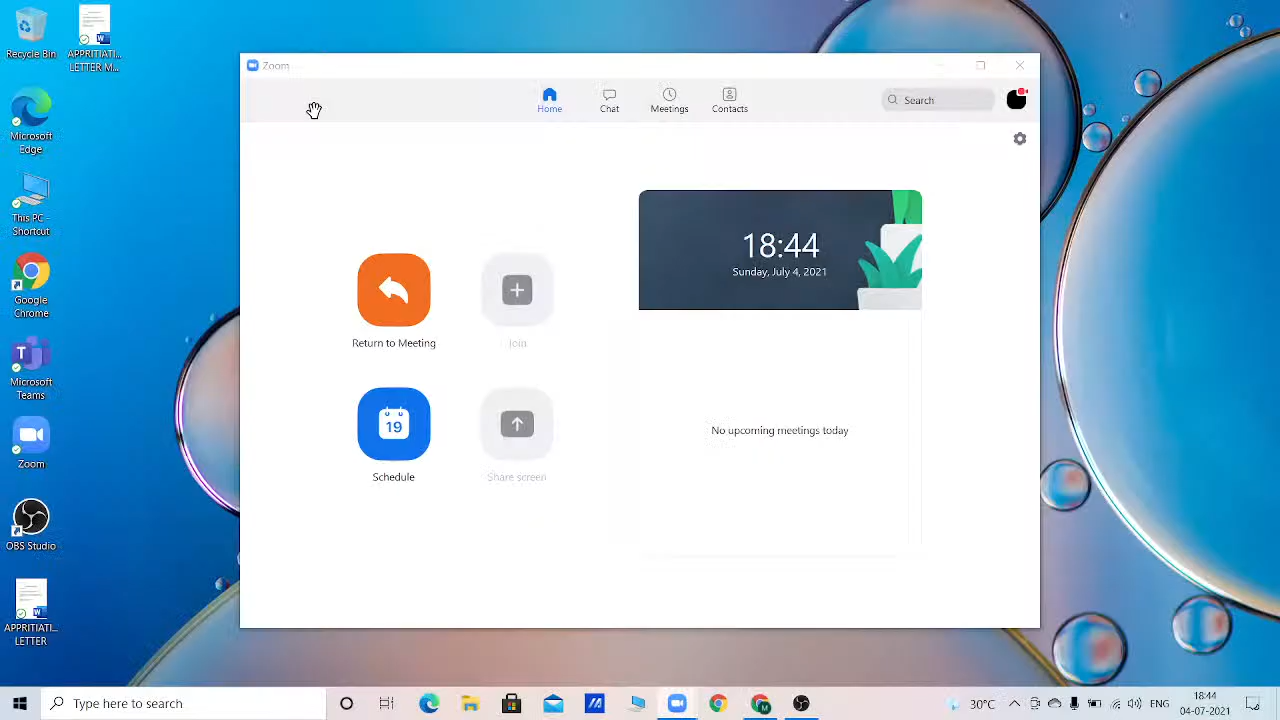 Recycle Bin
APPRITIATI...
LETTER M...
Microsoft
Edge
This PC -
Shortcut
Google
Chrome
Microsoft
Teams
Zoom
OBS Studio
APPRITIATI...
LETTER
Zoom
Home
Chat
Meetings
Contacts
Search
18:44
Sunday, July 4, 2021
Return to Meeting
Join
19
Schedule
Share screen
No upcoming meetings today
Type here to search
30°C
ENG
18:44
04-07-2021